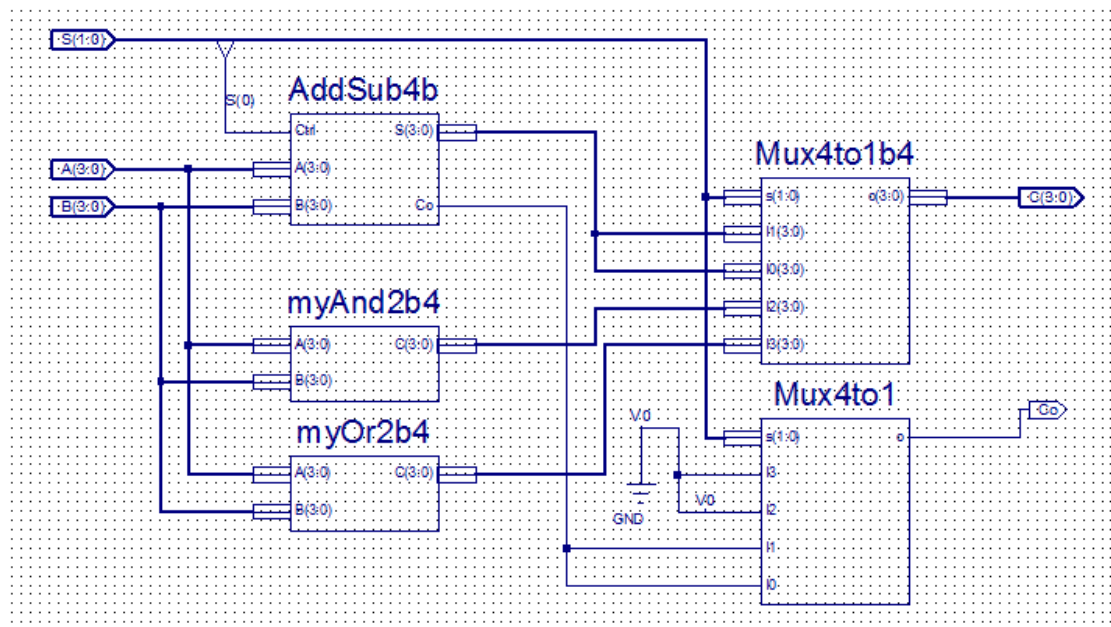 S(1:0)
S(0)
AddSub4b
Ctrl
S(3:0)
A(3:0)
A(3:0)
B(3:0)
B(3:0)
Co
Mux4to1b4
s(1:0)
o(3:0)
C(3:0)
I1(3:0)
I0(3:0)
I2(3:0)
I3(3:0)
myAnd2b4
A(3:0)
C(3:0)
B(3:0)
myOr2b4
A(3:0)
C(3:0)
B(3:0)
Mux4to1
V0
GND
V0
s(1:0)
o
Co
I3
I2
I1
I0